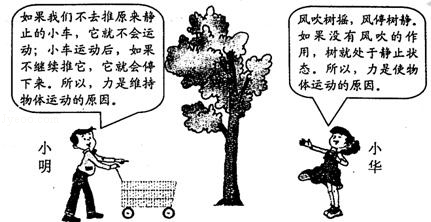 如果我们不去推原来静
止的小车，它就不会运
动；小车运动后，如果
不继续推它，它就会停
下来。所以，力是维持
物体运动的原因。
风吹树摇，风停树静。
如果没有风吹的作
用，树就处于静止状
态。所以，力是使物
体运动的原因。
小明
小华